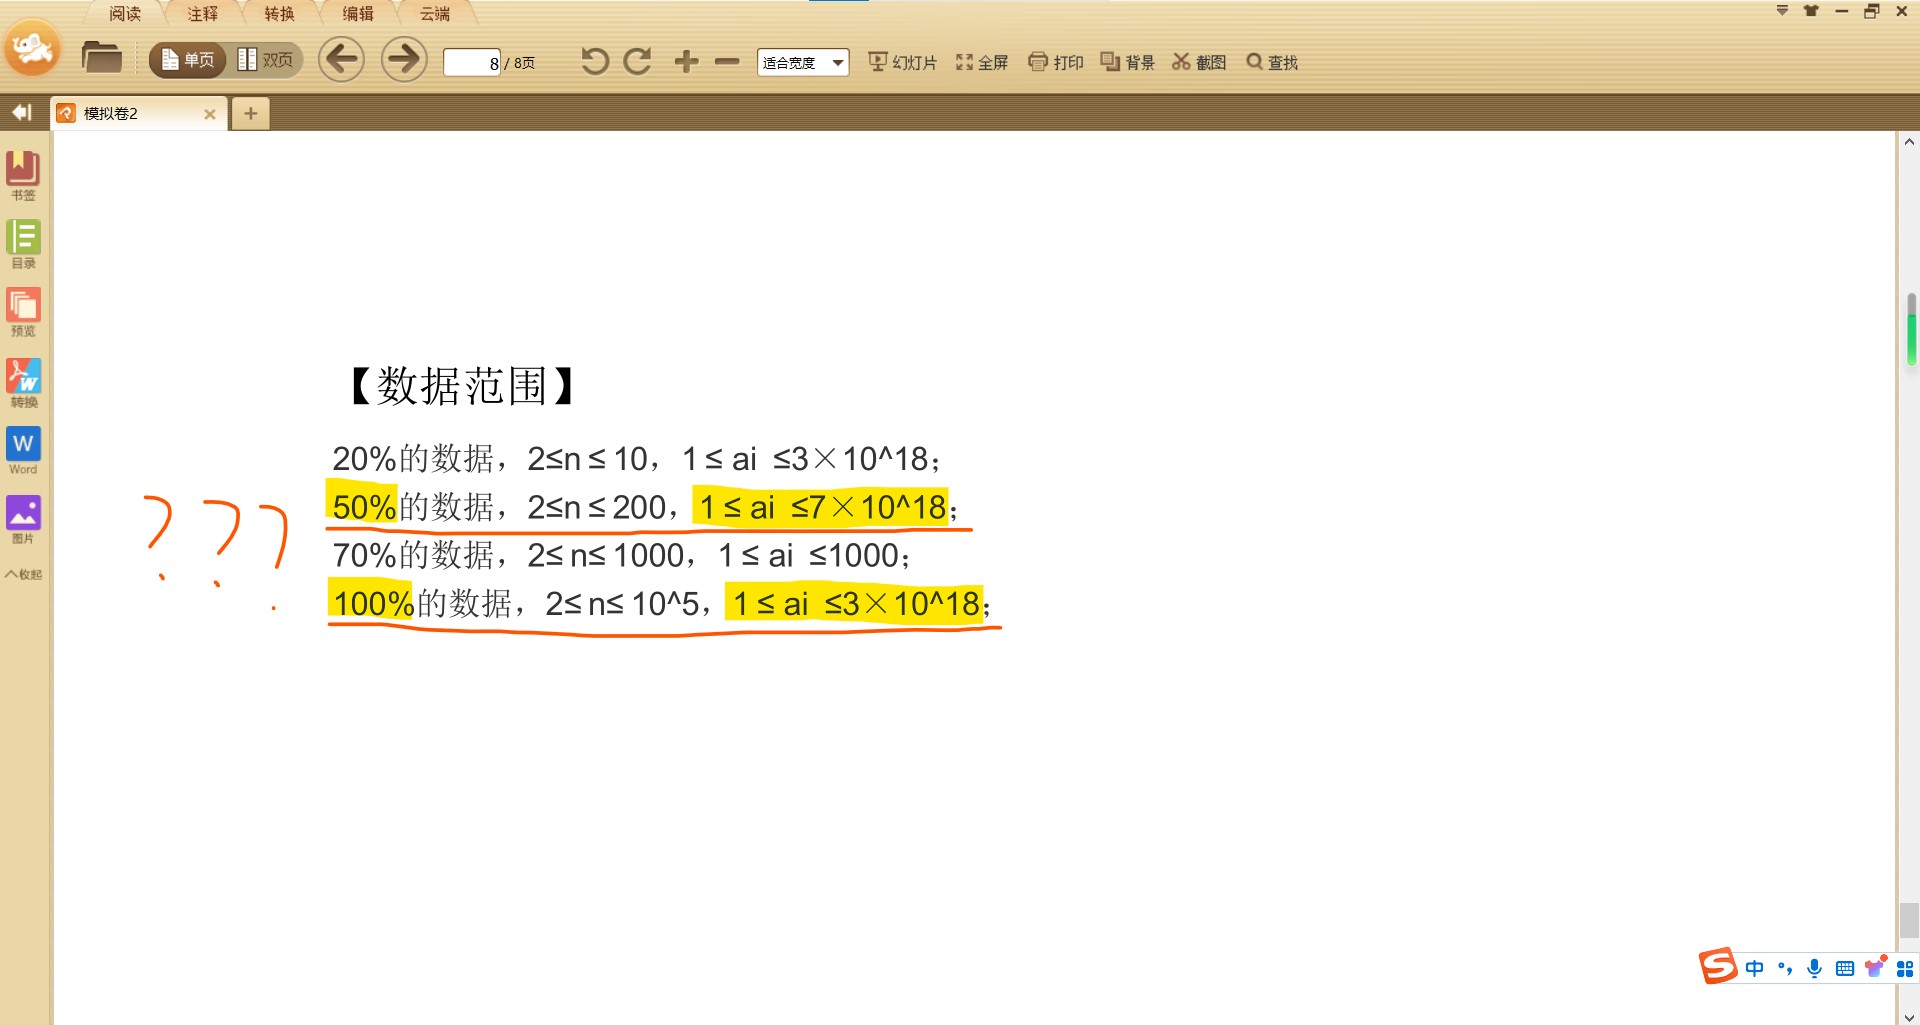 阅读 注释 转换 编辑 云端
单页 双页 8 / 8页 适合宽度 幻灯片 全屏 打印 背景 截图 查找
模拟卷2
书签
目录
预览
W
转换
W
Word
图片
收起
【数据范围】
20%的数据，2≤n ≤ 10，1 ≤ ai ≤3×10^18；
50%的数据，2≤n ≤ 200，1 ≤ ai ≤7×10^18；
70%的数据，2≤ n≤ 1000，1 ≤ ai ≤1000；
100%的数据，2≤ n≤ 10^5，1 ≤ ai ≤3×10^18；
???
S 中